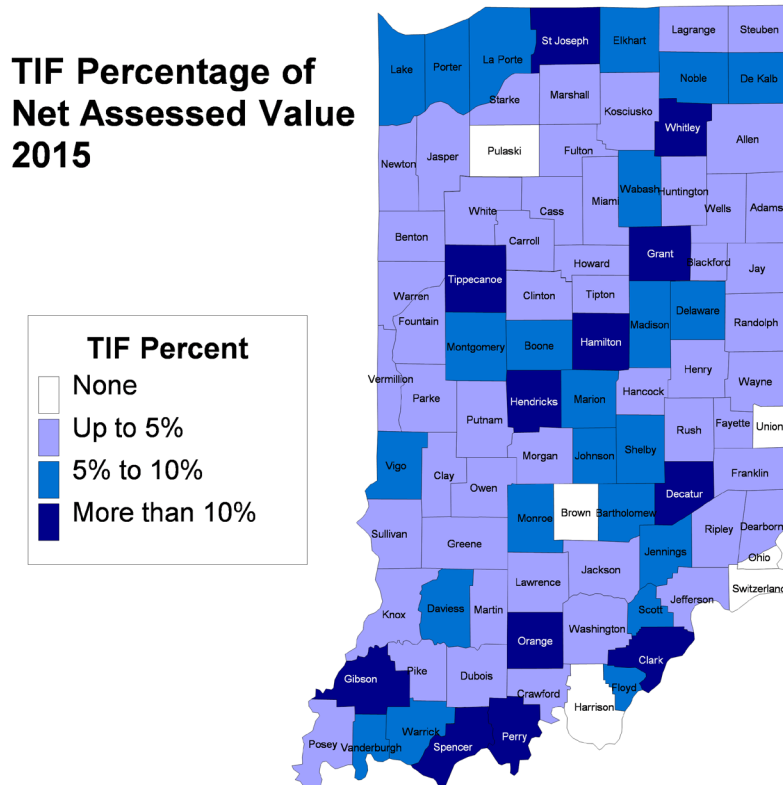 TIF Percentage of
Net Assessed Value
2015
TIF Percent
None
Up to 5%
5% to 10%
More than 10%
Lake
Porter
La Porte
St Joseph
Elkhart
Lagrange
Steuben
Noble
De Kalb
Starke
Marshall
Kosciusko
Whitley
Allen
Newton
Jasper
Pulaski
Fulton
Wabash
Huntington
Miami
Wells
Adams
White
Cass
Benton
Carroll
Grant
Blackford
Jay
Howard
Tippecanoe
Warren
Clinton
Tipton
Fountain
Madison
Delaware
Randolph
Montgomery
Boone
Hamilton
Henry
Wayne
Vermillion
Parke
Hendricks
Marion
Hancock
Putnam
Rush
Fayette
Union
Vigo
Clay
Morgan
Johnson
Shelby
Owen
Franklin
Decatur
Sullivan
Greene
Monroe
Brown
Bartholomew
Ripley
Dearborn
Jennings
Ohio
Lawrence
Jackson
Switzerland
Jefferson
Knox
Daviess
Martin
Scott
Orange
Washington
Clark
Gibson
Pike
Dubois
Crawford
Floyd
Harrison
Posey
Vanderburgh
Warrick
Spencer
Perry